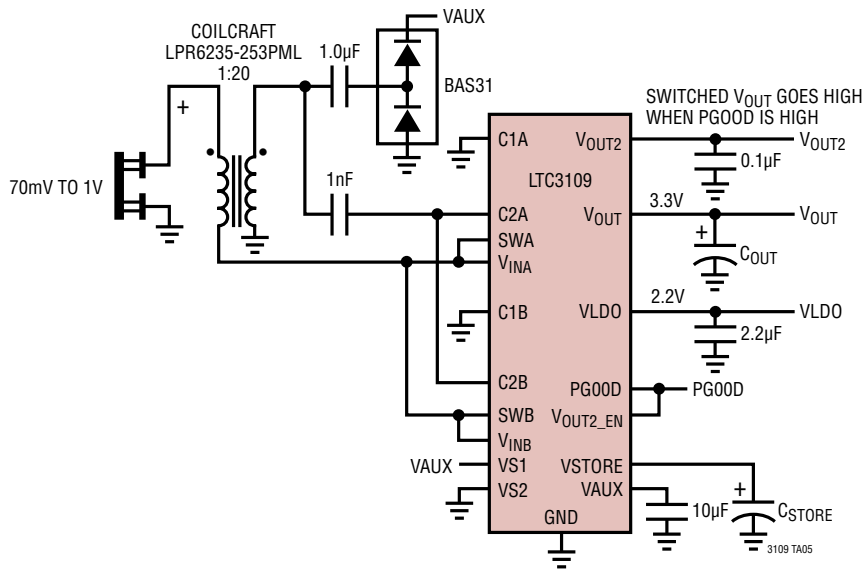 VAUX
COILCRAFT
LPR6235-253PML
1:20
1.0µF
BAS31
+
70mV TO 1V
1nF
SWITCHED VOUT GOES HIGH
WHEN PGOOD IS HIGH
C1A
VOUT2
VOUT2
0.1µF
LTC3109
C2A
VOUT
3.3V
VOUT
SWA
+
COUT
VINA
C1B
VLDO
2.2V
VLDO
2.2µF
C2B
PG00D
PG00D
SWB
VOUT2_EN
VINB
VAUX
VS1
VSTORE
VS2
VAUX
+
10µF
CSTORE
GND
3109 TA05